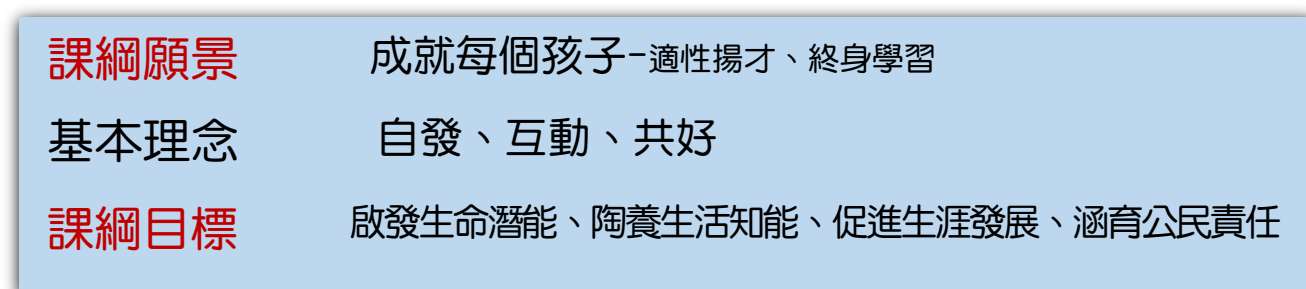 課綱願景 成就每個孩子-適性揚才、終身學習
基本理念 自發、互動、共好
課綱目標 啟發生命潛能、陶養生活知能、促進生涯發展、涵育公民責任